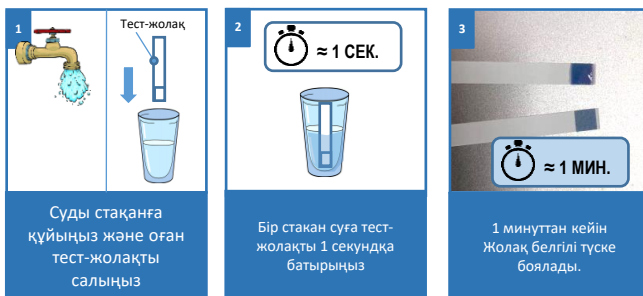 1
Тест-жолақ
Суды стақанға
құйыңыз және оған
тест-жолақты
салыңыз
2
≈ 1 СЕК.
Бір стакан суға тест-
жолақты 1 секундқа
батырыңыз
3
≈ 1 МИН.
1 минуттан кейін
Жолақ белгілі түске
боялады.